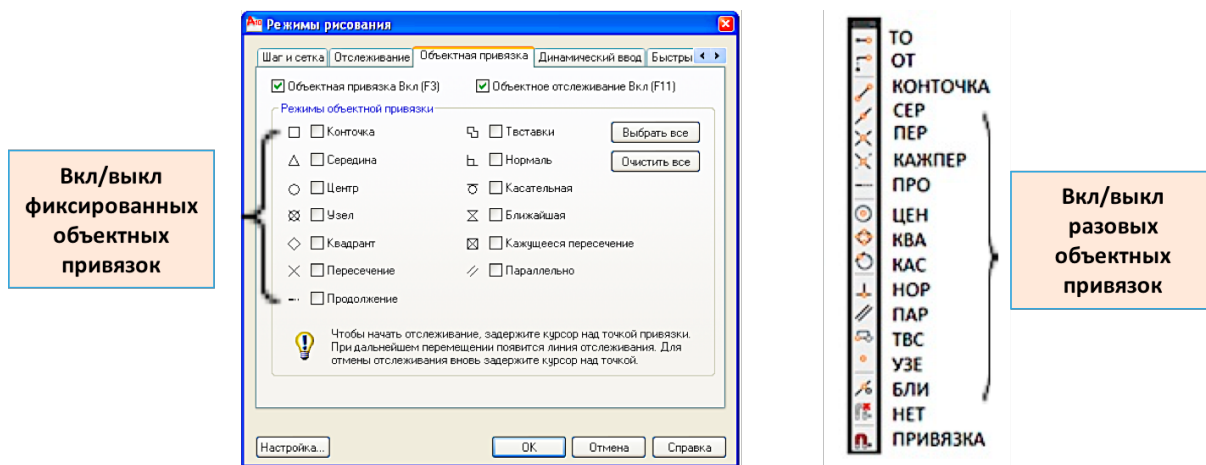 Вкл/выкл
фиксированных
объектных
привязок
Режимы рисования
Шаг и сетка Отслеживание Объектная привязка Динамический ввод Быстры
Объектная привязка Вкл (F3) Объектное отслеживание Вкл (F11)
Режимы объектной привязки
Конточка Твставки Выбрать все
Середина Нормаль Очистить все
Центр Касательная
Узел Ближайшая
Квадрант Кажущееся пересечение
Пересечение Параллельно
Продолжение
Чтобы начать отслеживание, задержите курсор над точкой привязки.
При дальнейшем перемещении появится линия отслеживания. Для
отмены отслеживания вновь задержите курсор над точкой.
Настройка... OK Отмена Справка
ТО
ОТ
КОНТОЧКА
СЕР
ПЕР
КАЖПЕР
ПРО
ЦЕН
КВА
КАС
НОР
ПАР
ТВС
УЗЕ
БЛИ
НЕТ
ПРИВЯЗКА
Вкл/выкл
разовых
объектных
привязок